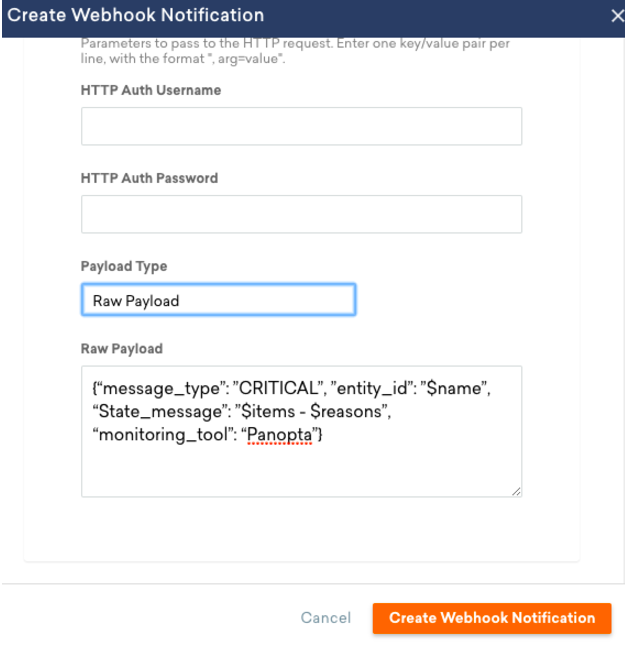 Create Webhook Notification
Parameters to pass to the HTTP request. Enter one key/value pair per
line, with the format ", arg=value".
HTTP Auth Username
HTTP Auth Password
Payload Type
Raw Payload
Raw Payload
{“message_type”: ”CRITICAL”, ”entity_id”: ”$name”,
“State_message”: ”$items - $reasons”,
“monitoring_tool”: “Panopta”}
Cancel
Create Webhook Notification